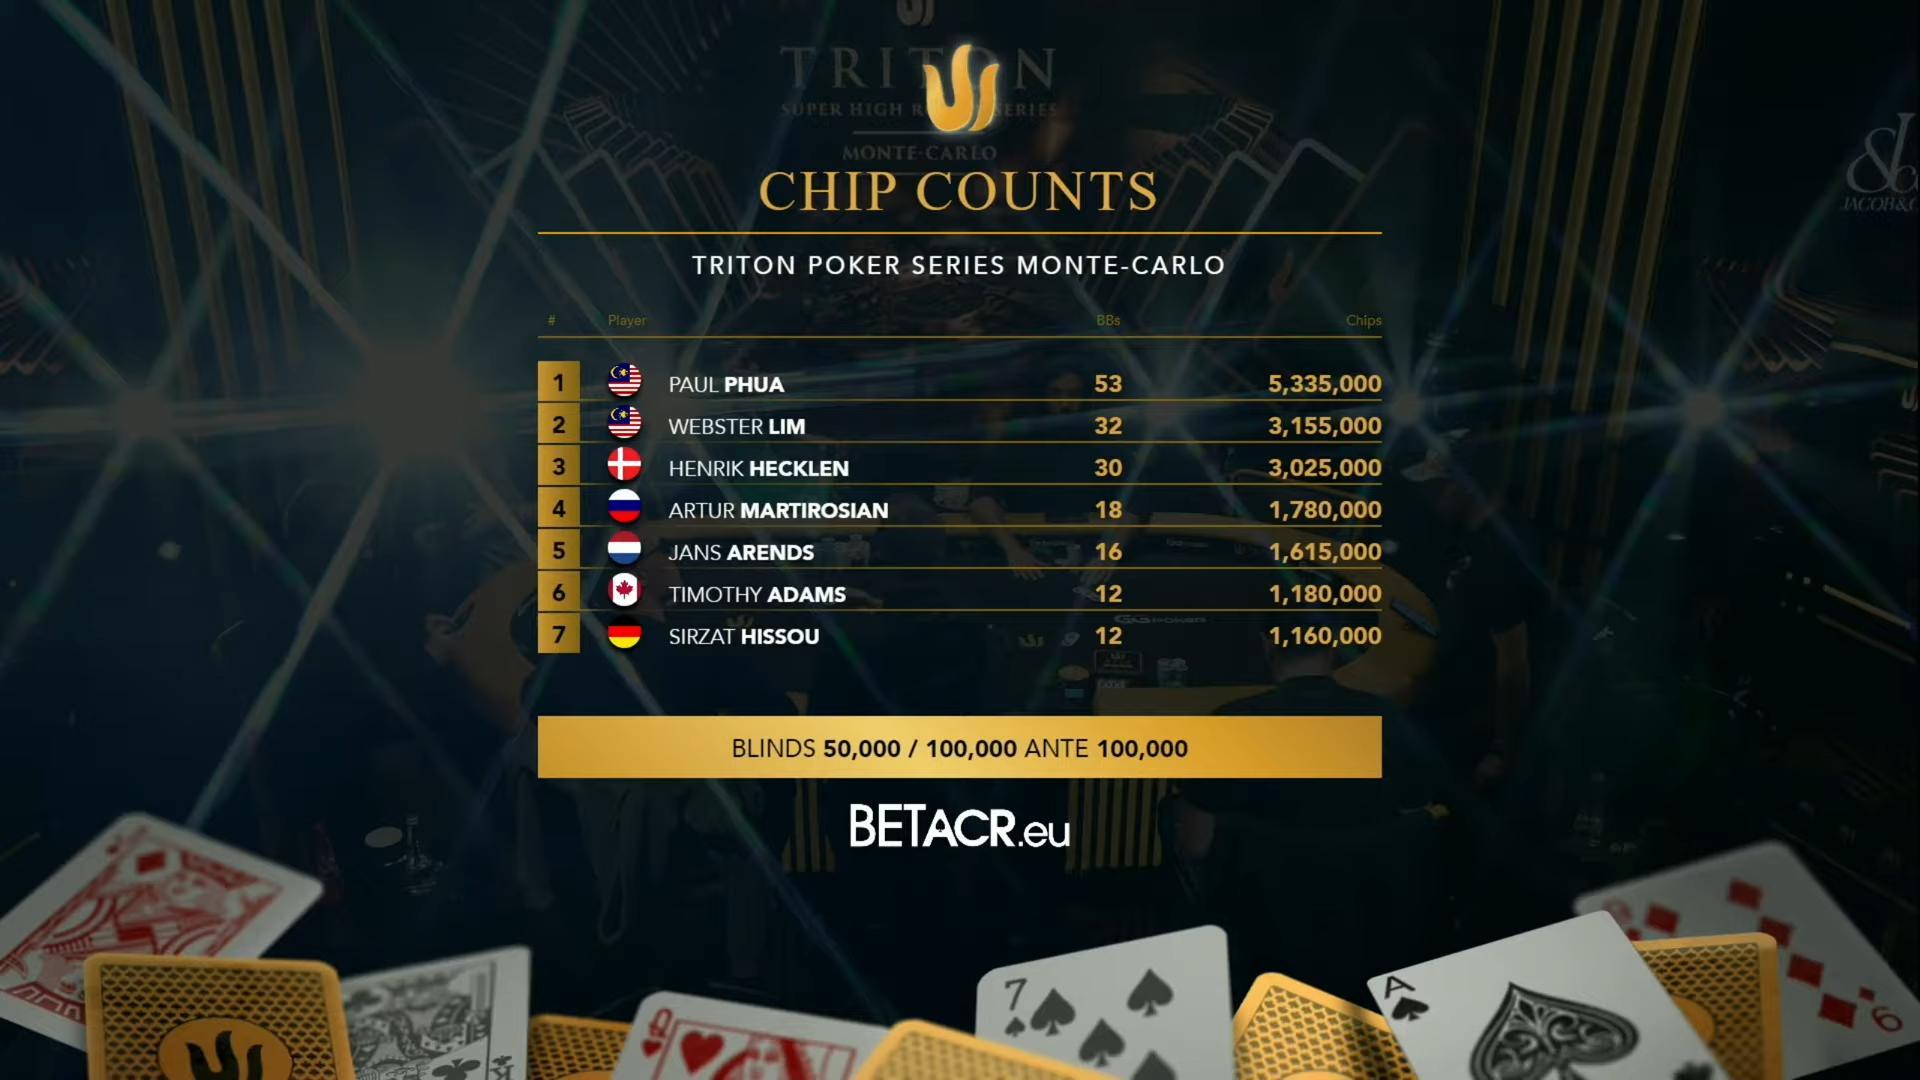 TRITON
SUPER HIGH ROLLER SERIES
MONTE-CARLO
CHIP COUNTS
TRITON POKER SERIES MONTE-CARLO
# Player BBs Chips
1 PAUL PHUA 53 5,335,000
2 WEBSTER LIM 32 3,155,000
3 HENRIK HECKLEN 30 3,025,000
4 ARTUR MARTIROSIAN 18 1,780,000
5 JANS ARENDS 16 1,615,000
6 TIMOTHY ADAMS 12 1,180,000
7 SIRZAT HISSOU 12 1,160,000
BLINDS 50,000 / 100,000 ANTE 100,000
BETACR.eu
JACOB&C
7
A
Q
K
9